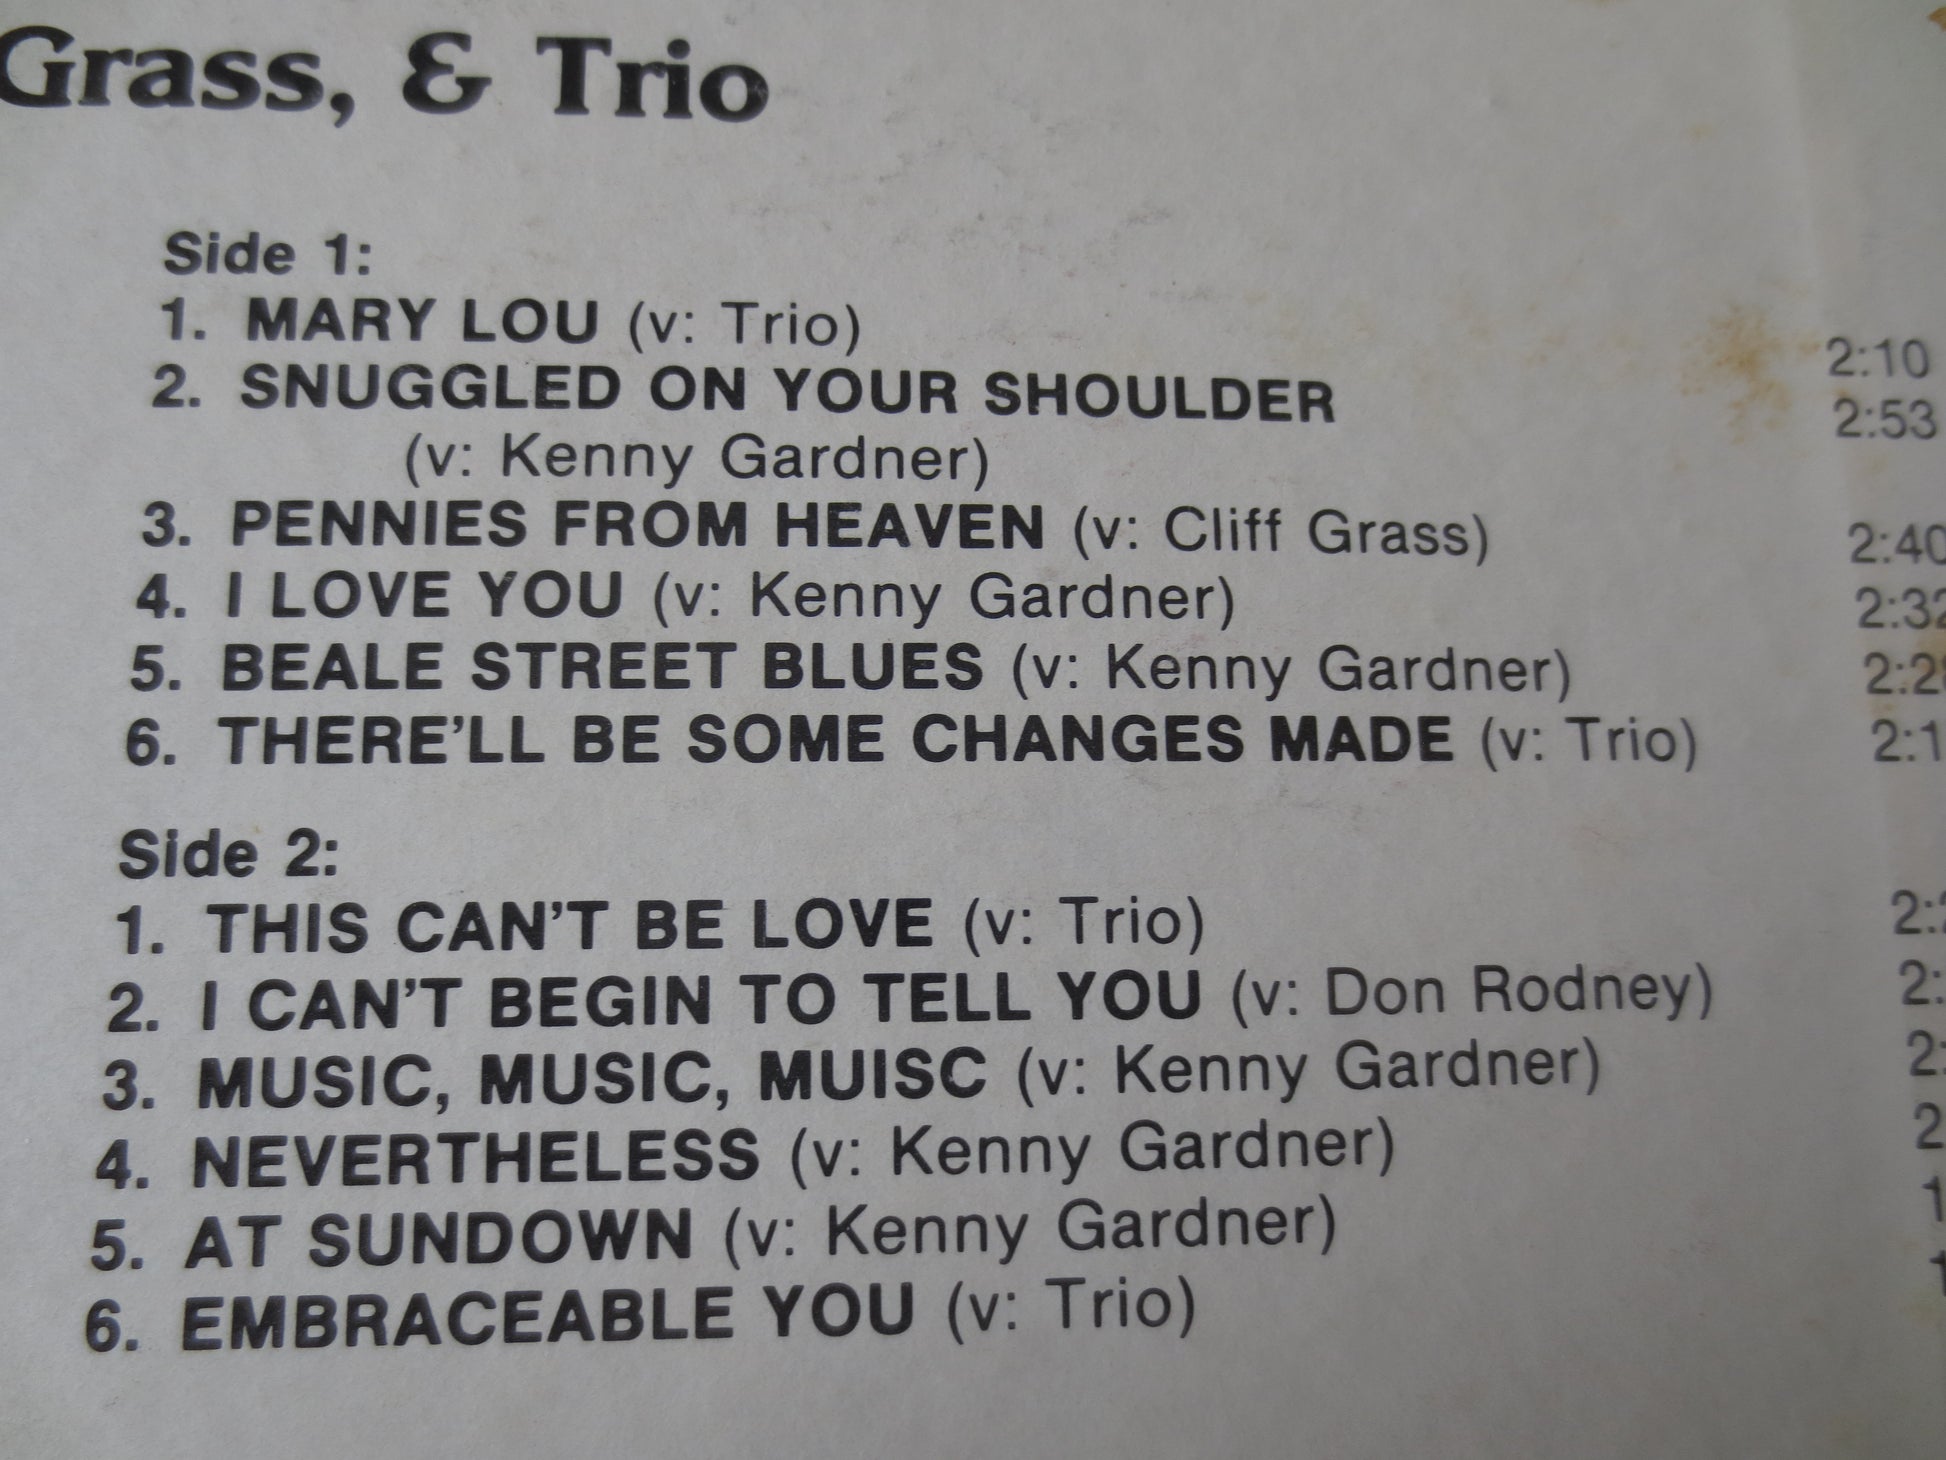 Grass, & Trio
Side 1:
1. MARY LOU (v: Trio) 2:10
2. SNUGGLED ON YOUR SHOULDER 2:53
(v: Kenny Gardner)
3. PENNIES FROM HEAVEN (v: Cliff Grass) 2:40
4. I LOVE YOU (v: Kenny Gardner) 2:32
5. BEALE STREET BLUES (v: Kenny Gardner)
6. THERE'LL BE SOME CHANGES MADE (v: Trio)
Side 2:
1. THIS CAN'T BE LOVE (v: Trio)
2. I CAN'T BEGIN TO TELL YOU (v: Don Rodney)
3. MUSIC, MUSIC, MUISC (v: Kenny Gardner)
4. NEVERTHELESS (v: Kenny Gardner)
5. AT SUNDOWN (v: Kenny Gardner)
6. EMBRACEABLE YOU (v: Trio)